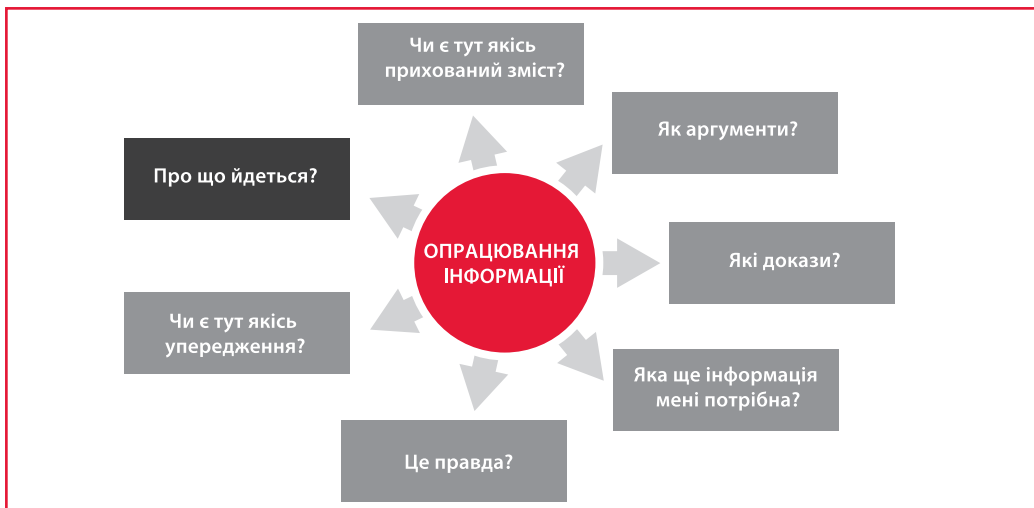 Чи є тут якісь
прихований зміст?
Як аргументи?
Про що йдеться?
ОПРАЦЮВАННЯ
ІНФОРМАЦІЇ
Які докази?
Чи є тут якісь
упередження?
Яка ще інформація
мені потрібна?
Це правда?